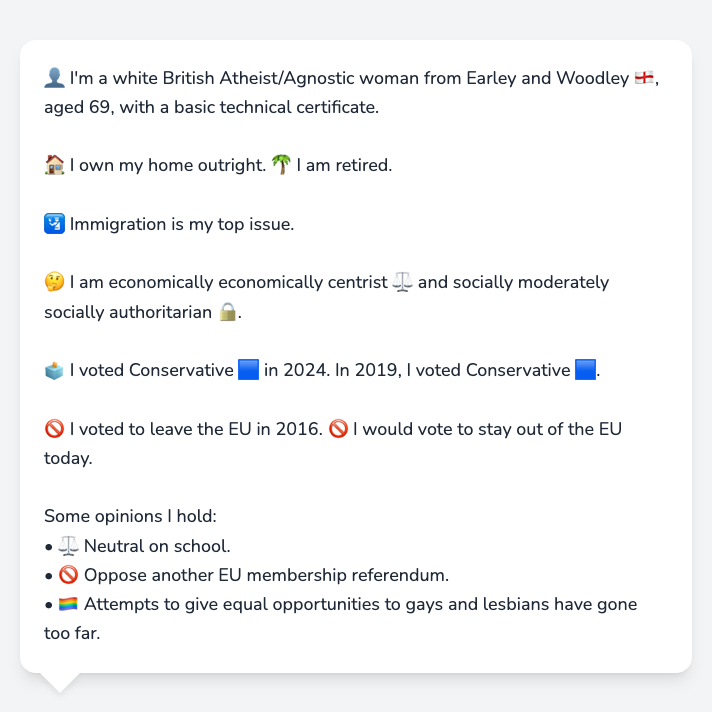 👤 I'm a white British Atheist/Agnostic woman from Earley and Woodley 🏴󠁧󠁢󠁥󠁮󠁧󠁿,
aged 69, with a basic technical certificate.
🏠 I own my home outright. 🌴 I am retired.
🛂 Immigration is my top issue.
🤔 I am economically economically centrist ⚖️ and socially moderately
socially authoritarian 🔒.
🗳️ I voted Conservative 🟦 in 2024. In 2019, I voted Conservative 🟦.
🚫 I voted to leave the EU in 2016. 🚫 I would vote to stay out of the EU
today.
Some opinions I hold:
• ⚖️ Neutral on school.
• 🚫 Oppose another EU membership referendum.
• 🏳️‍🌈 Attempts to give equal opportunities to gays and lesbians have gone
too far.